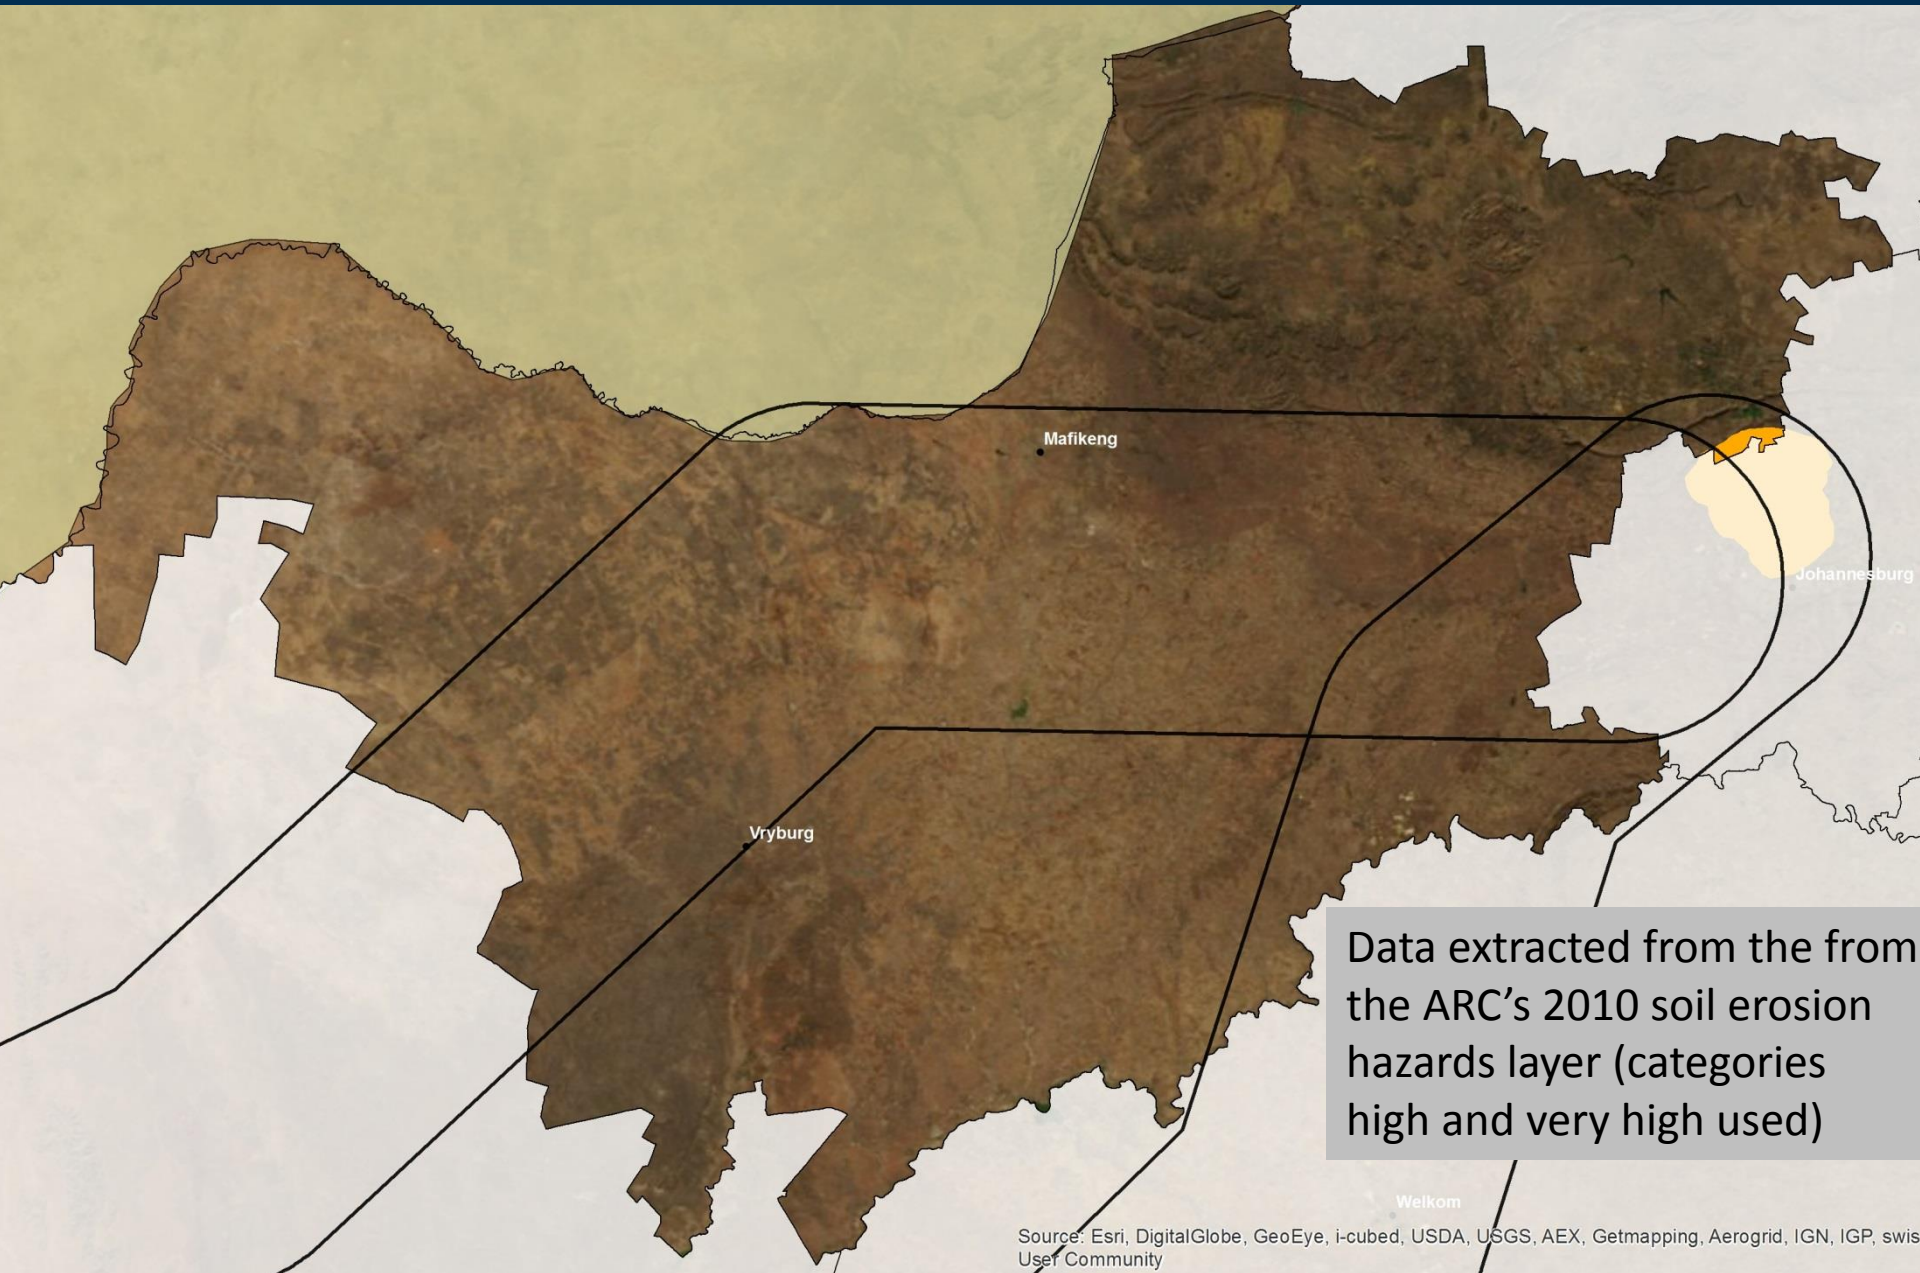 Mafikeng
Johannesburg
Vryburg
Data extracted from the from
the ARC’s 2010 soil erosion
hazards layer (categories
high and very high used)
Welkom
Source: Esri, DigitalGlobe, GeoEye, i-cubed, USDA, USGS, AEX, Getmapping, Aerogrid, IGN, IGP, swis
User Community